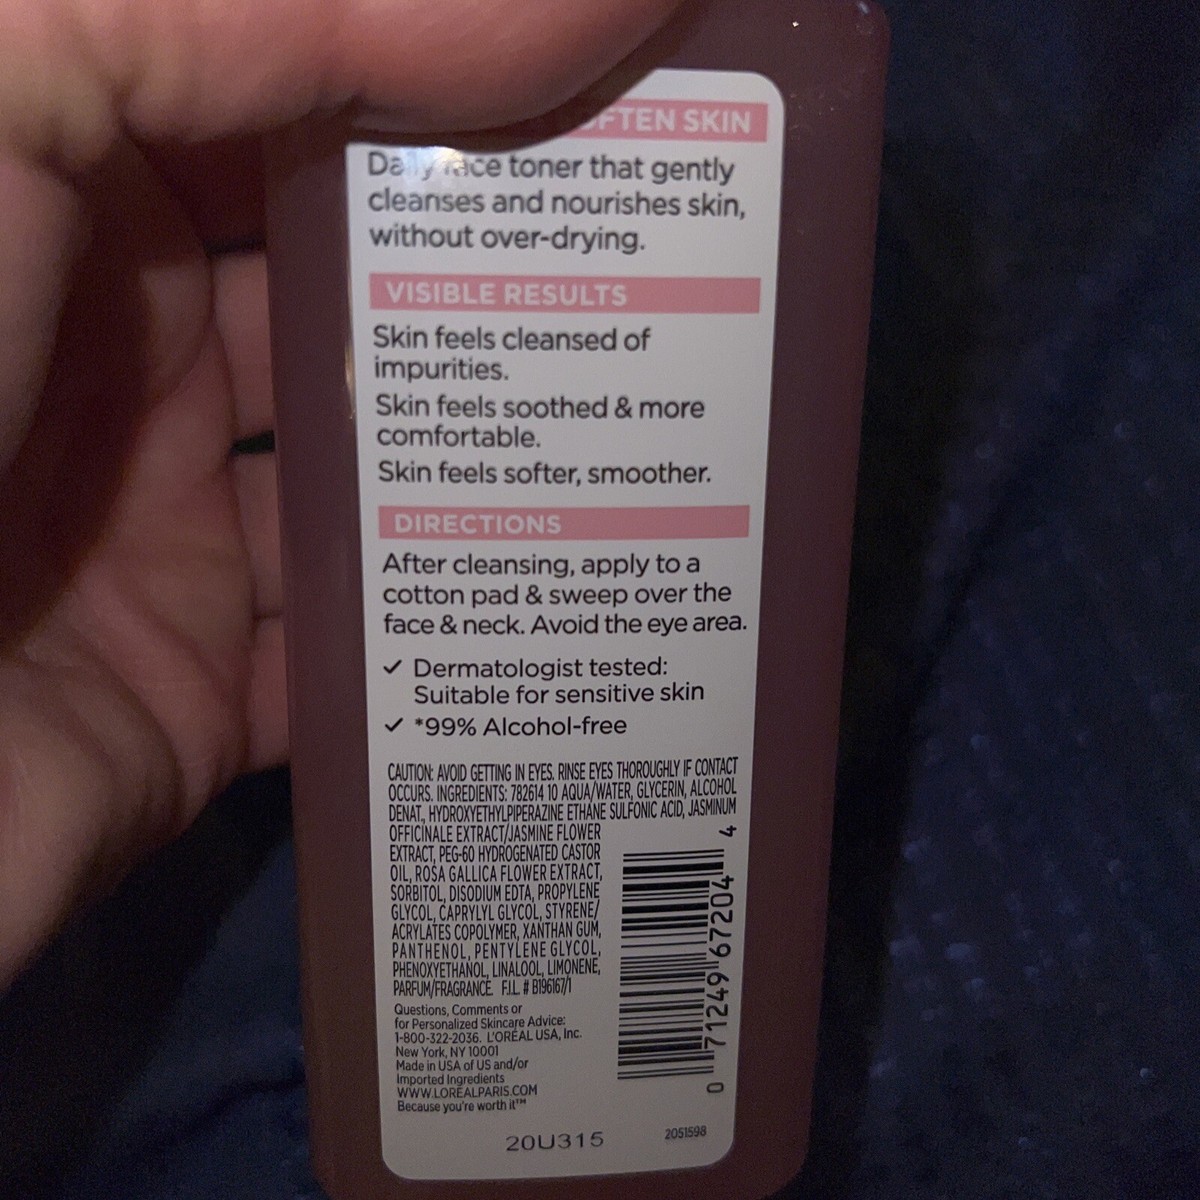 SKIN
Daily face toner that gently
cleanses and nourishes skin,
without over-drying.
VISIBLE RESULTS
Skin feels cleansed of
impurities.
Skin feels soothed & more
comfortable.
Skin feels softer, smoother.
DIRECTIONS
After cleansing, apply to a
cotton pad & sweep over the
face & neck. Avoid the eye area.
✓ Dermatologist tested:
Suitable for sensitive skin
✓ *99% Alcohol-free
CAUTION: AVOID GETTING IN EYES. RINSE EYES THOROUGHLY IF CONTACT
OCCURS. INGREDIENTS: 782614 10 AQUA/WATER, GLYCERIN, ALCOHOL
DENAT., HYDROXYETHYLPIPERAZINE ETHANE SULFONIC ACID, JASMINUM
OFFICINALE EXTRACT/JASMINE FLOWER
EXTRACT, PEG-60 HYDROGENATED CASTOR
OIL, ROSA GALLICA FLOWER EXTRACT,
SORBITOL, DISODIUM EDTA, PROPYLENE
GLYCOL, CAPRYLYL GLYCOL, STYRENE/
ACRYLATES COPOLYMER, XANTHAN GUM,
PANTHENOL, PENTYLENE GLYCOL,
PHENOXYETHANOL, LINALOOL, LIMONENE,
PARFUM/FRAGRANCE. F.I.L. # B196167/1
Questions, Comments or
for Personalized Skincare Advice:
1-800-322-2036. L'ORÉAL USA, Inc.
New York, NY 10001
Made in USA of US and/or
Imported Ingredients
WWW.LOREALPARIS.COM
Because you're worth it™
0 71249 67204 4
20U315
2051598